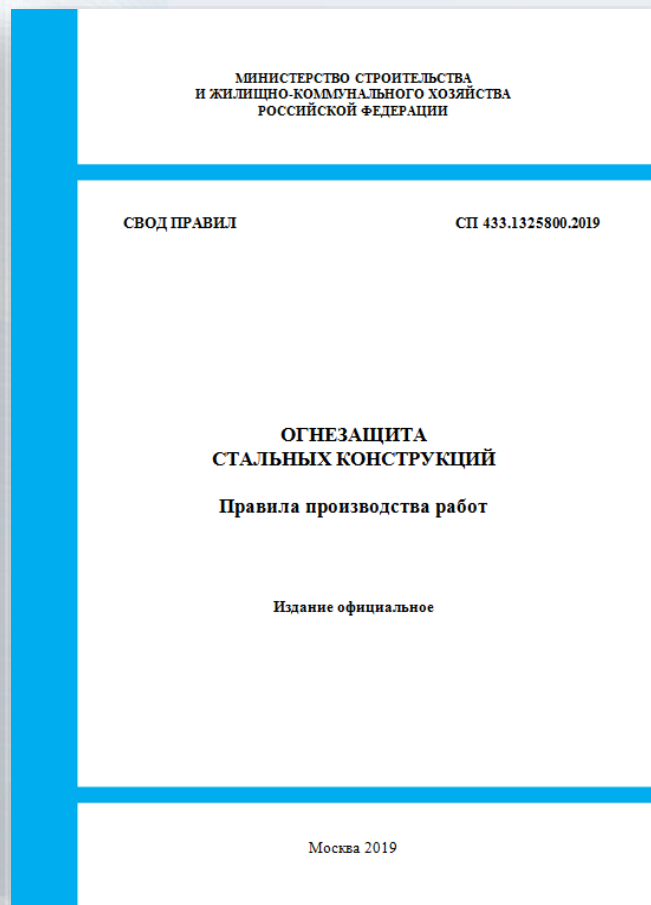 МИНИСТЕРСТВО СТРОИТЕЛЬСТВА
И ЖИЛИЩНО-КОММУНАЛЬНОГО ХОЗЯЙСТВА
РОССИЙСКОЙ ФЕДЕРАЦИИ
СВОД ПРАВИЛ СП 433.1325800.2019
ОГНЕЗАЩИТА
СТАЛЬНЫХ КОНСТРУКЦИЙ
Правила производства работ
Издание официальное
Москва 2019